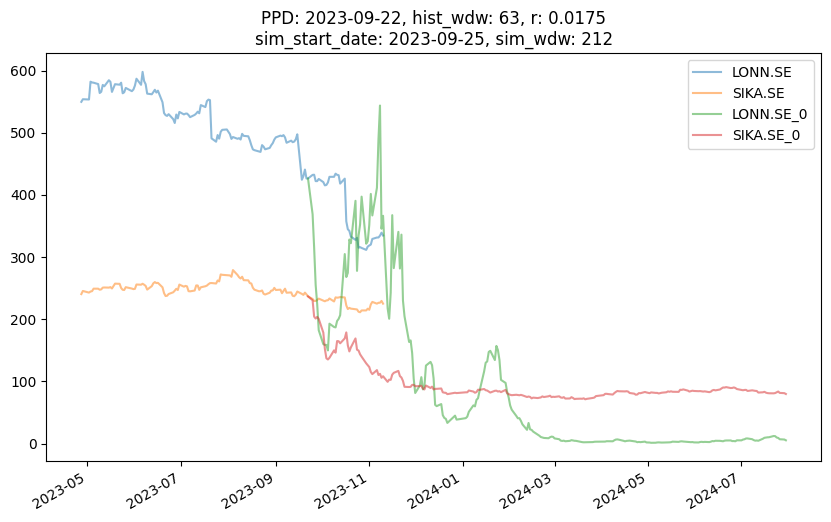 PPD: 2023-09-22, hist_wdw: 63, r: 0.0175
sim_start_date: 2023-09-25, sim_wdw: 212
LONN.SE
SIKA.SE
LONN.SE_0
SIKA.SE_0
600
500
400
300
200
100
0
2023-05
2023-07
2023-09
2023-11
2024-01
2024-03
2024-05
2024-07